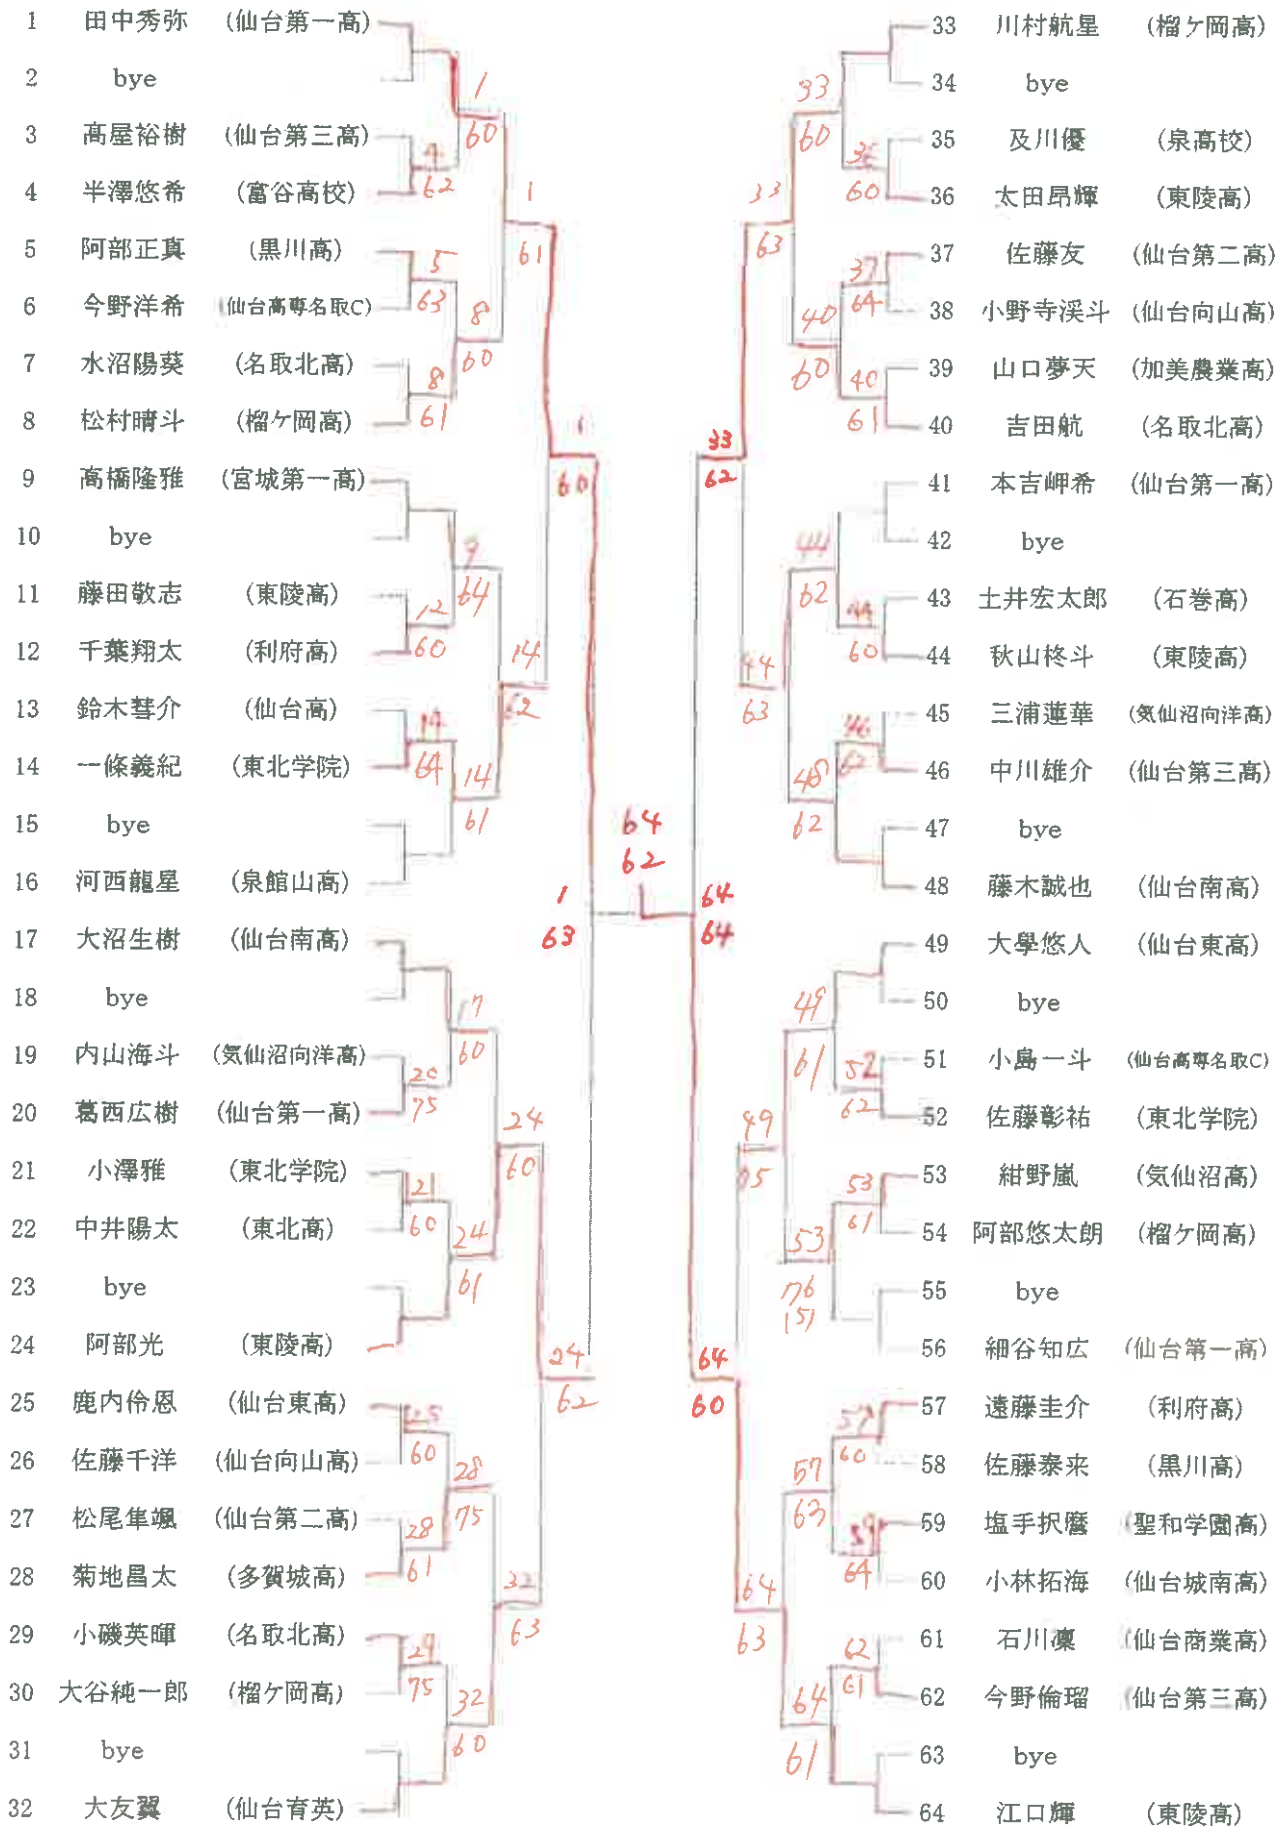 1 田中秀弥 (仙台第一高)
2 bye
3 髙屋裕樹 (仙台第三高)
4 半澤悠希 (富谷高校)
5 阿部正真 (黒川高)
6 今野洋希 (仙台高専名取C)
7 水沼陽葵 (名取北高)
8 松村晴斗 (榴ケ岡高)
9 高橋隆雅 (宮城第一高)
10 bye
11 藤田敬志 (東陵高)
12 千葉翔太 (利府高)
13 鈴木彗介 (仙台高)
14 一條義紀 (東北学院)
15 bye
16 河西龍星 (泉館山高)
17 大沼生樹 (仙台南高)
18 bye
19 内山海斗 (気仙沼向洋高)
20 葛西広樹 (仙台第一高)
21 小澤雅 (東北学院)
22 中井陽太 (東北高)
23 bye
24 阿部光 (東陵高)
25 鹿内伶恩 (仙台東高)
26 佐藤千洋 (仙台向山高)
27 松尾隼颯 (仙台第二高)
28 菊地昌太 (多賀城高)
29 小磯英暉 (名取北高)
30 大谷純一郎 (榴ケ岡高)
31 bye
32 大友翼 (仙台育英)
4
62
5
63
8
61
12
60
14
64
20
75
21
60
25
60
28
61
29
75
1
60
8
60
9
64
14
61
17
60
24
61
28
75
32
60
1
61
14
62
24
60
32
63
1
60
24
62
1
63
64
62
64
64
33
62
64
60
33
63
44
63
49
64
63
33
60
40
60
44
62
48
62
49
61
53
76
(5)
57
63
64
61
36
60
37
64
40
61
44
60
46
52
62
53
61
57
60
59
64
62
61
33 川村航星 (榴ケ岡高)
34 bye
35 及川優 (泉高校)
36 太田昂輝 (東陵高)
37 佐藤友 (仙台第二高)
38 小野寺渓斗 (仙台向山高)
39 山口夢天 (加美農業高)
40 吉田航 (名取北高)
41 本吉岬希 (仙台第一高)
42 bye
43 土井宏太郎 (石巻高)
44 秋山柊斗 (東陵高)
45 三浦蓮華 (気仙沼向洋高)
46 中川雄介 (仙台第三高)
47 bye
48 藤木誠也 (仙台南高)
49 大學悠人 (仙台東高)
50 bye
51 小島一斗 (仙台高専名取C)
52 佐藤彰祐 (東北学院)
53 紺野嵐 (気仙沼高)
54 阿部悠太朗 (榴ケ岡高)
55 bye
56 細谷知広 (仙台第一高)
57 遠藤圭介 (利府高)
58 佐藤泰来 (黒川高)
59 塩手択磨 (聖和学園高)
60 小林拓海 (仙台城南高)
61 石川凜 (仙台商業高)
62 今野倫瑠 (仙台第三高)
63 bye
64 江口輝 (東陵高)